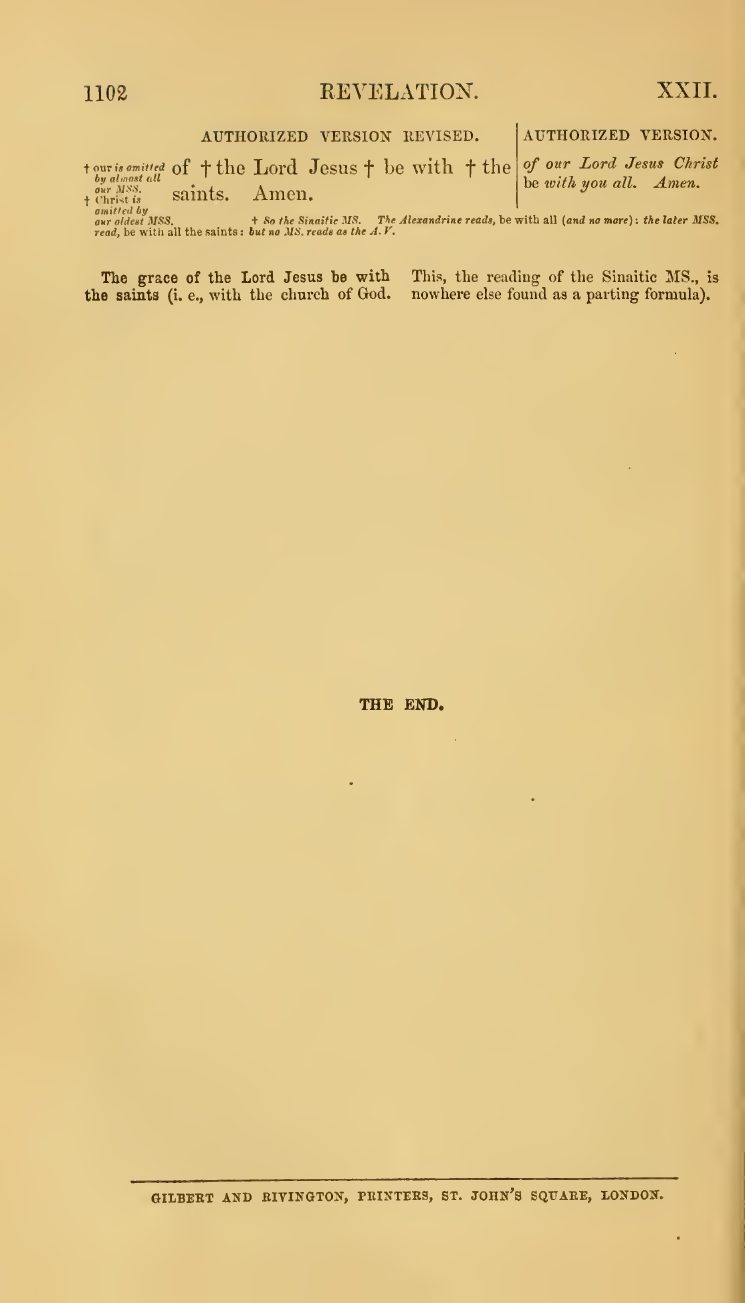 1102 REVELATION. XXII.
AUTHORIZED VERSION REVISED.
† our is omitted
by almost all
our MSS.
† Christ is
omitted by
our oldest MSS.
of † the Lord Jesus † be with † the
saints. Amen.
AUTHORIZED VERSION.
of our Lord Jesus Christ
be with you all. Amen.
† So the Sinaitic MS. The Alexandrine reads, be with all (and no more): the later MSS.
read, be with all the saints: but no MS. reads as the A. V.
The grace of the Lord Jesus be with
the saints (i. e., with the church of God.
This, the reading of the Sinaitic MS., is
nowhere else found as a parting formula).
THE END.
GILBERT AND RIVINGTON, PRINTERS, ST. JOHN'S SQUARE, LONDON.